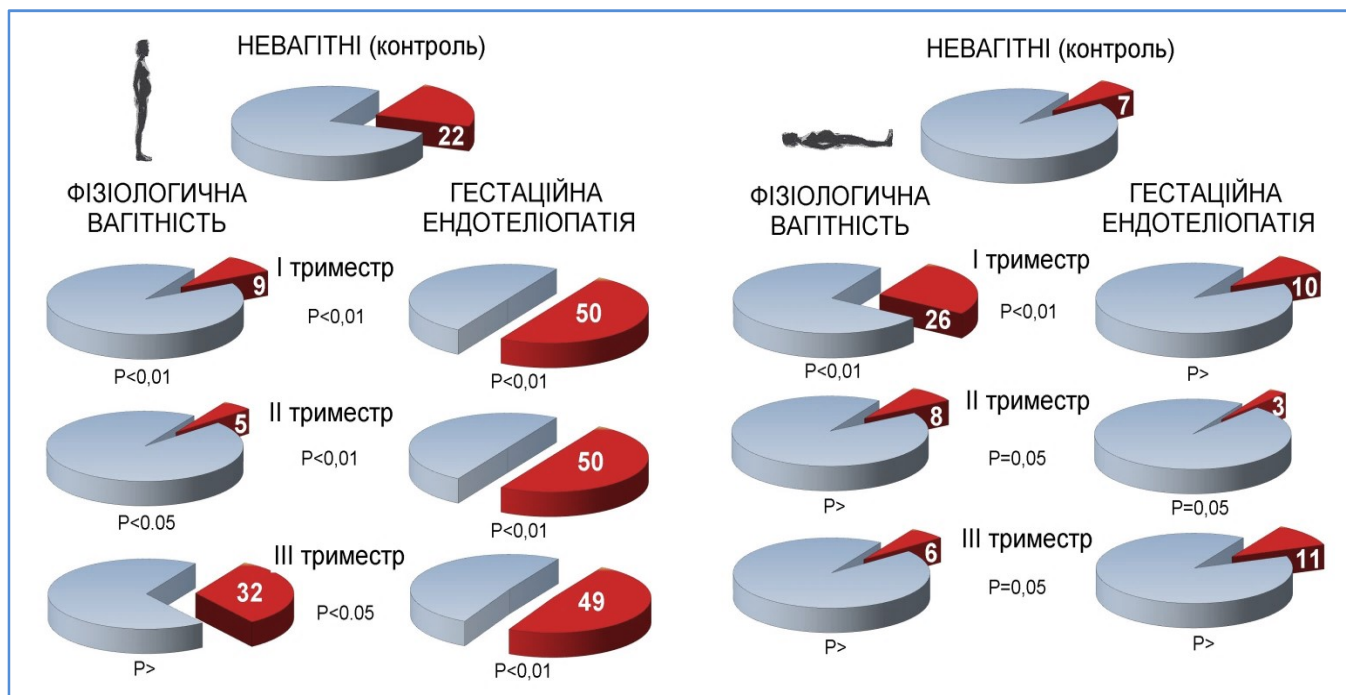 НЕВАГІТНІ (контроль)
22
ФІЗІОЛОГИЧНА
ВАГІТНІСТЬ
ГЕСТАЦІЙНА
ЕНДОТЕЛІОПАТІЯ
І триместр
9
P<0,01
P<0,01
50
P<0,01
ІІ триместр
5
P<0,01
P<0.05
50
P<0,01
ІІІ триместр
32
P<0.05
P>
49
P<0,01
НЕВАГІТНІ (контроль)
7
ФІЗІОЛОГИЧНА
ВАГІТНІСТЬ
ГЕСТАЦІЙНА
ЕНДОТЕЛІОПАТІЯ
І триместр
26
P<0,01
P<0,01
10
P>
ІІ триместр
8
P=0,05
P>
3
P=0,05
ІІІ триместр
6
P=0,05
P>
11
P>